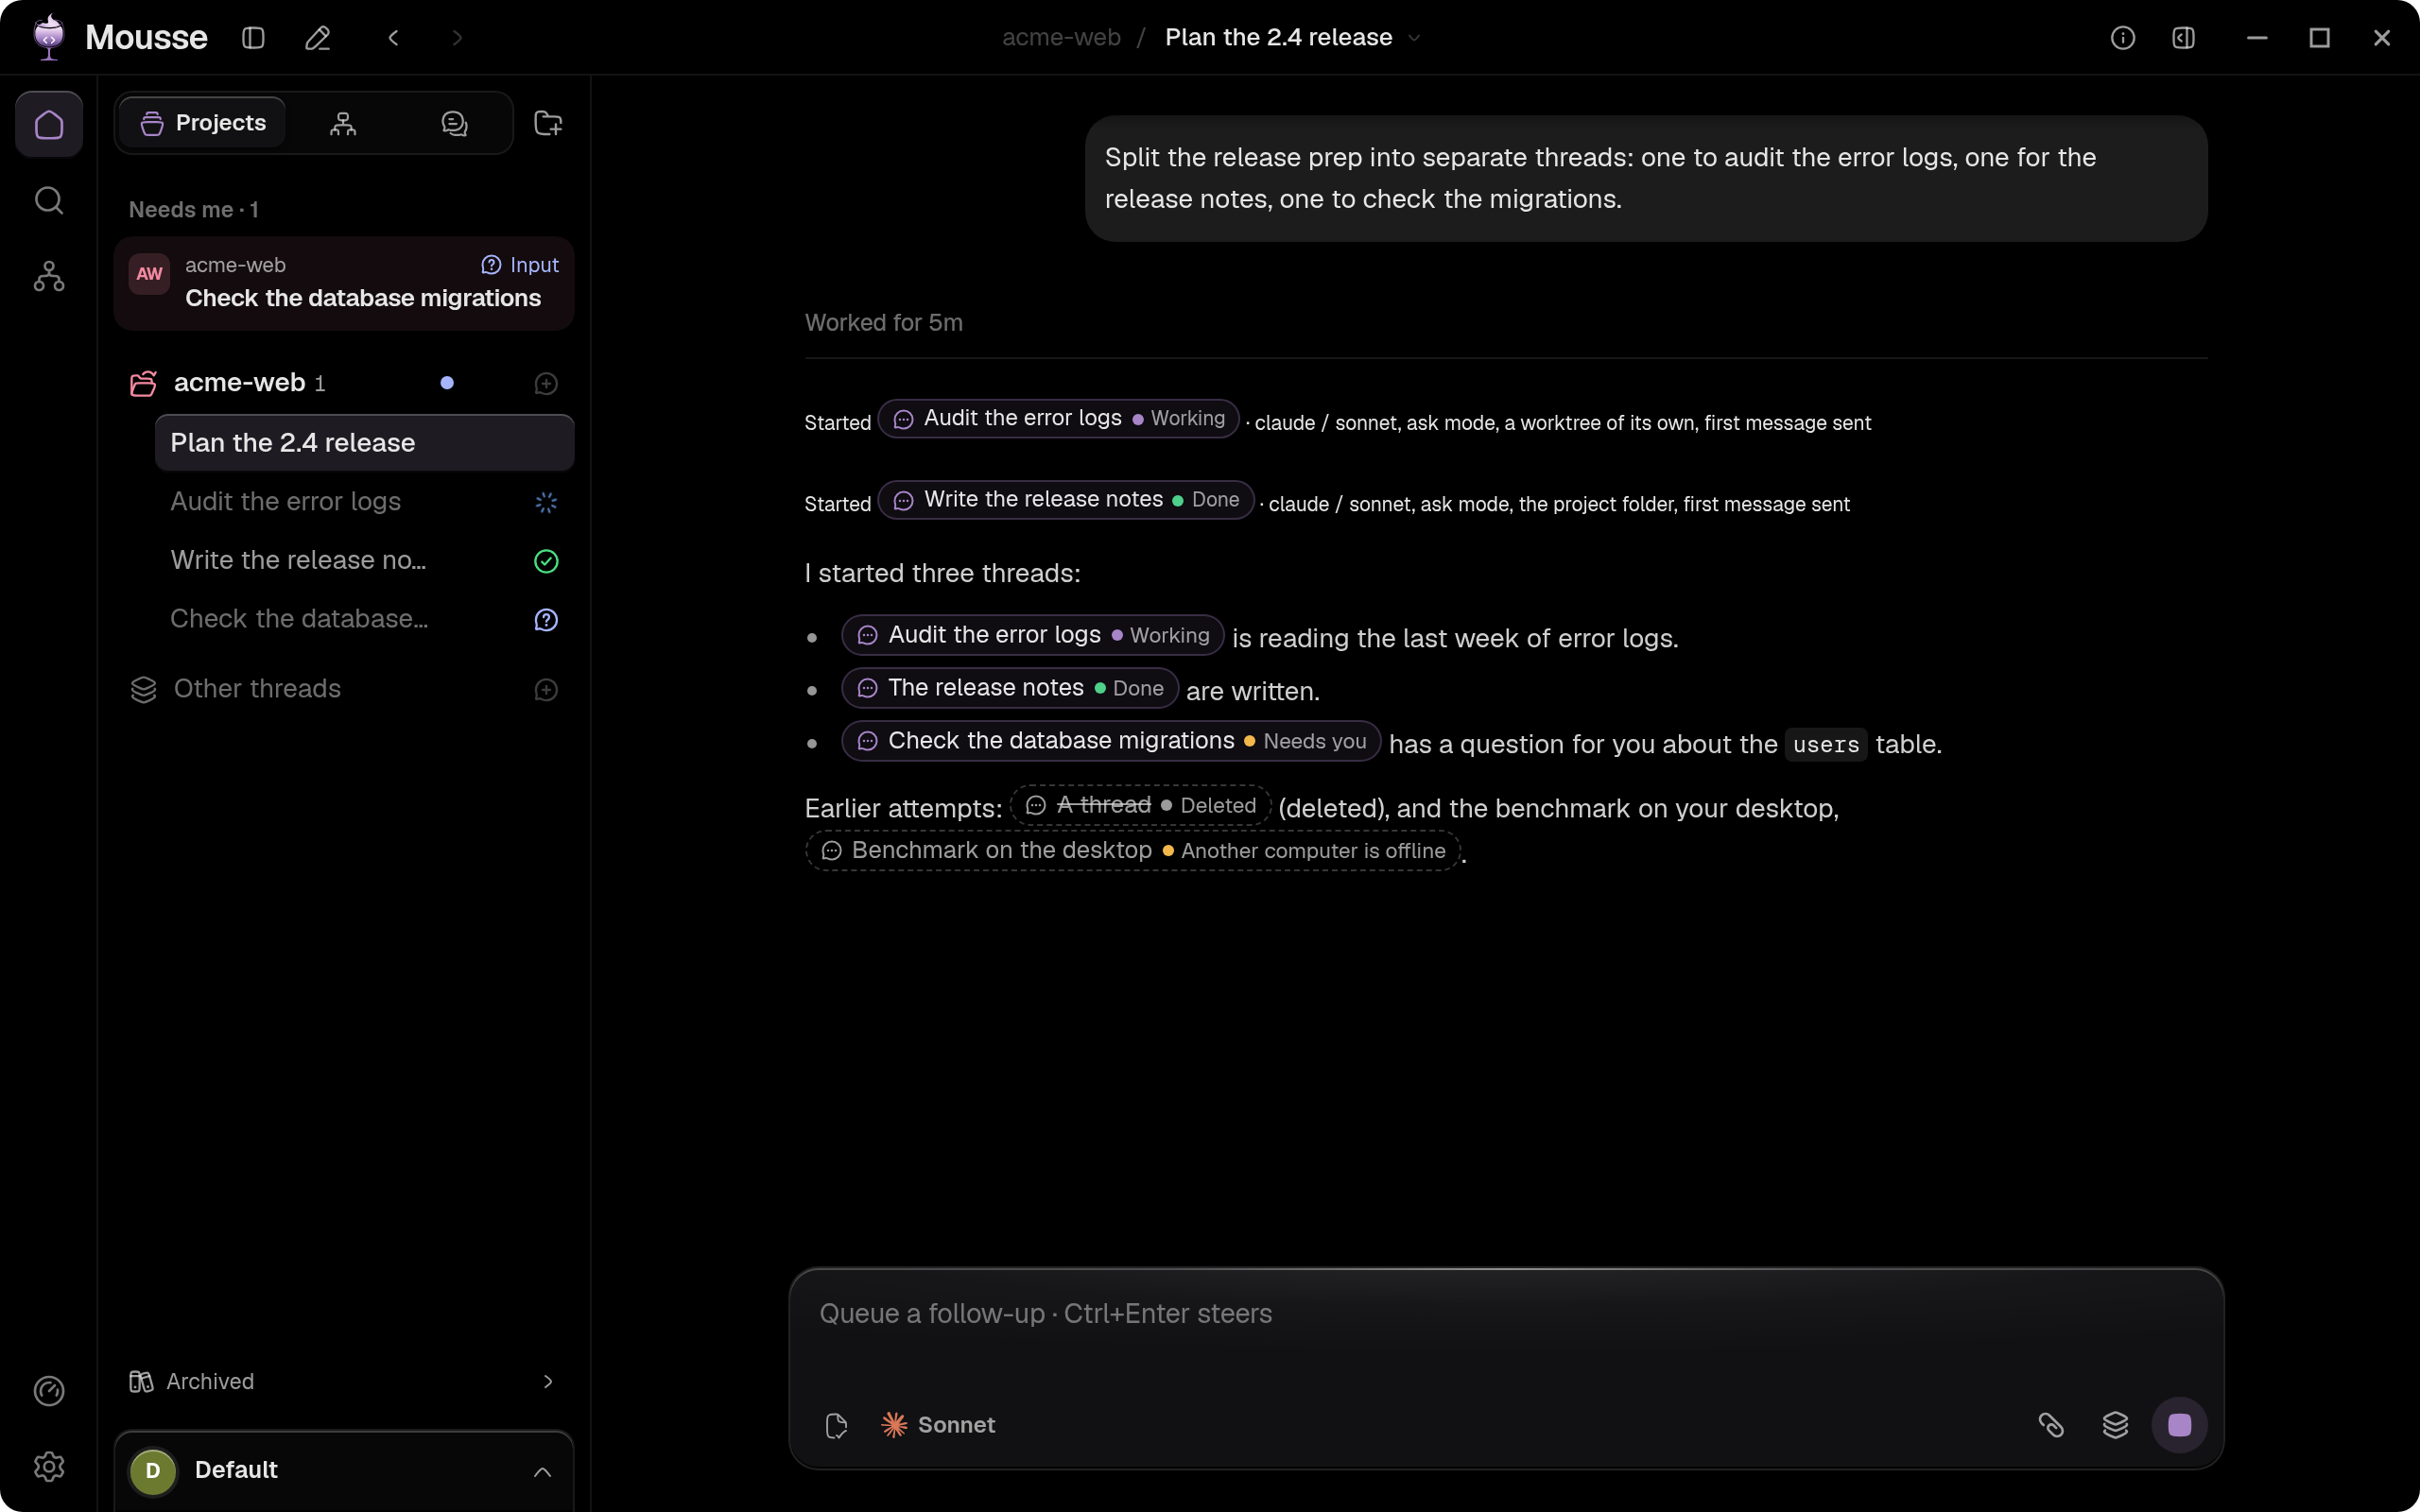 Mousse
acme-web / Plan the 2.4 release
Projects
Needs me · 1
AW
acme-web
Input
Check the database migrations
acme-web 1
Plan the 2.4 release
Audit the error logs
Write the release no...
Check the database...
Other threads
Archived
D
Default
Split the release prep into separate threads: one to audit the error logs, one for the
release notes, one to check the migrations.
Worked for 5m
Started Audit the error logs Working · claude / sonnet, ask mode, a worktree of its own, first message sent
Started Write the release notes Done · claude / sonnet, ask mode, the project folder, first message sent
I started three threads:
• Audit the error logs Working is reading the last week of error logs.
• The release notes Done are written.
• Check the database migrations Needs you has a question for you about the users table.
Earlier attempts: A thread Deleted (deleted), and the benchmark on your desktop,
Benchmark on the desktop Another computer is offline.
Queue a follow-up · Ctrl+Enter steers
Sonnet